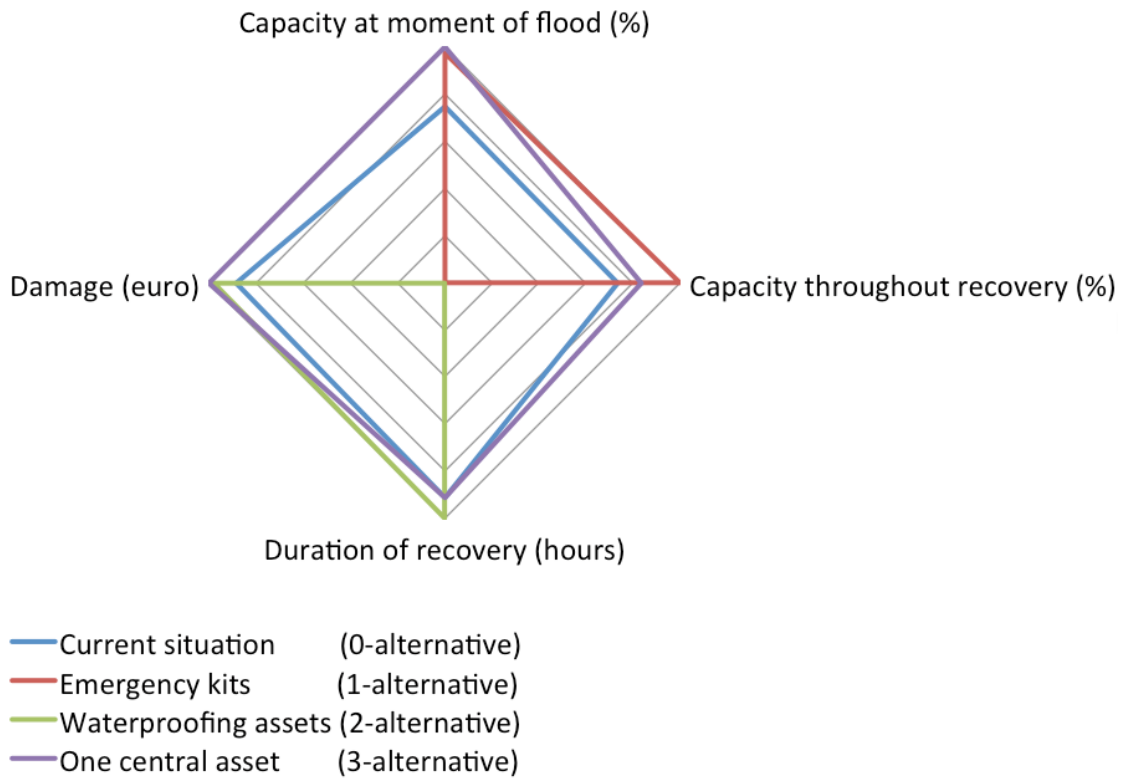 Capacity at moment of flood (%)
Damage (euro)
Capacity throughout recovery (%)
Duration of recovery (hours)
Current situation (0-alternative)
Emergency kits (1-alternative)
Waterproofing assets (2-alternative)
One central asset (3-alternative)